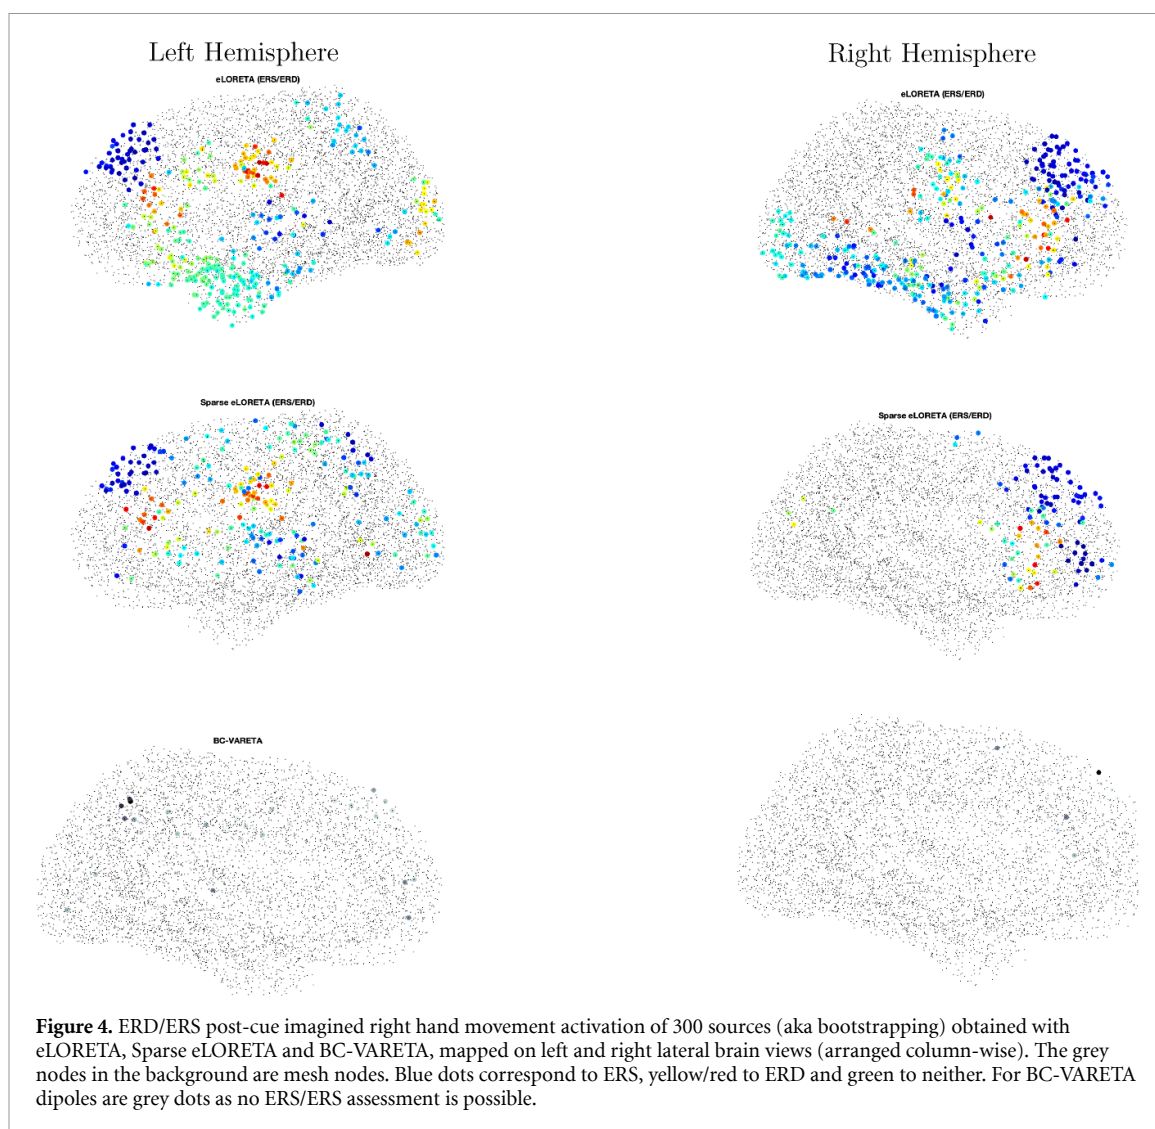 Left Hemisphere
Right Hemisphere
eLORETA (ERS/ERD)
eLORETA (ERS/ERD)
Sparse eLORETA (ERS/ERD)
Sparse eLORETA (ERS/ERD)
BC-VARETA
Figure 4. ERD/ERS post-cue imagined right hand movement activation of 300 sources (aka bootstrapping) obtained with
eLORETA, Sparse eLORETA and BC-VARETA, mapped on left and right lateral brain views (arranged column-wise). The grey
nodes in the background are mesh nodes. Blue dots correspond to ERS, yellow/red to ERD and green to neither. For BC-VARETA
dipoles are grey dots as no ERS/ERS assessment is possible.